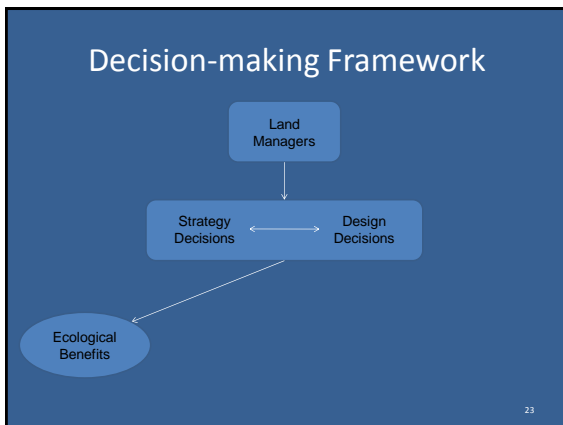 Decision-making Framework
Land
Managers
Strategy
Decisions
Design
Decisions
Ecological
Benefits
23